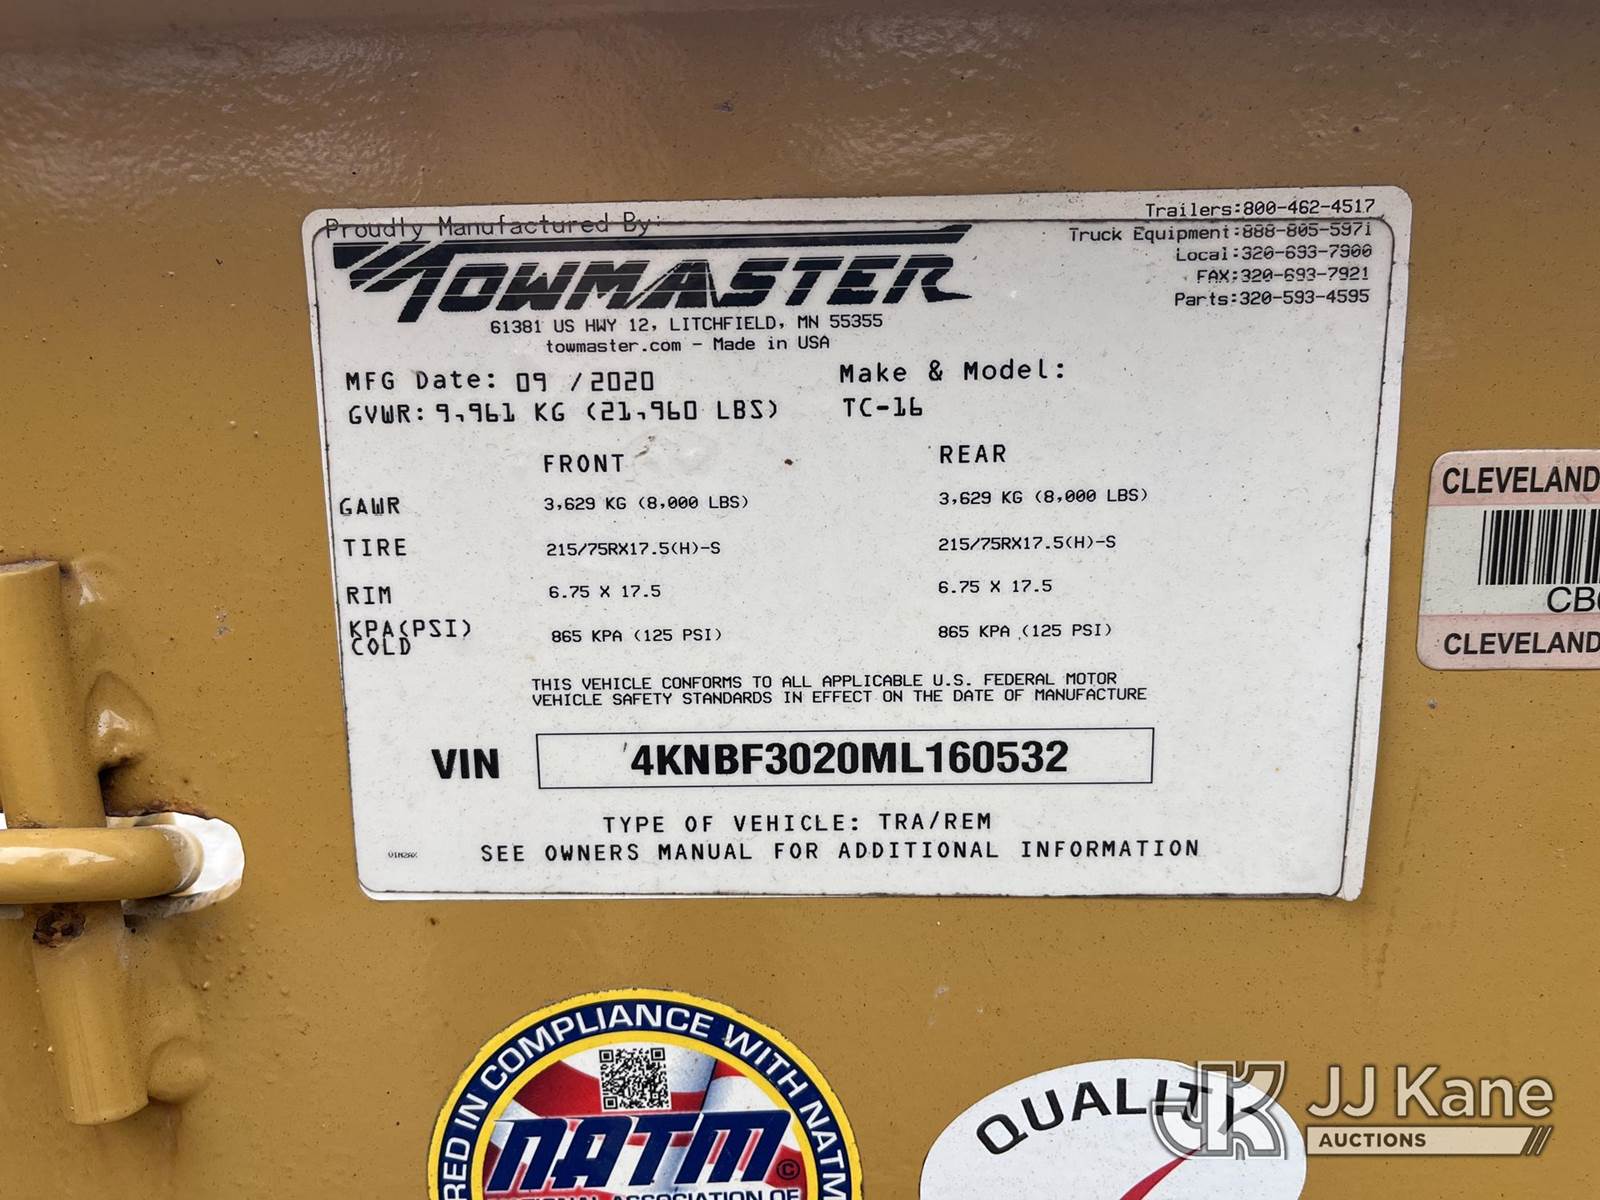 Proudly Manufactured By:
TOWMASTER
61381 US HWY 12, LITCHFIELD, MN 55355
towmaster.com - Made in USA
Trailers:800-462-4517
Truck Equipment:888-805-5971
Local:320-693-7900
FAX:320-693-7921
Parts:320-593-4595
MFG Date: 09 /2020
Make & Model:
GVWR: 9,961 KG (21,960 LBS)
TC-16
FRONT
REAR
GAWR 3,629 KG (8,000 LBS) 3,629 KG (8,000 LBS)
TIRE 215/75RX17.5(H)-S 215/75RX17.5(H)-S
RIM 6.75 X 17.5 6.75 X 17.5
KPA(PSI) COLD 865 KPA (125 PSI) 865 KPA (125 PSI)
THIS VEHICLE CONFORMS TO ALL APPLICABLE U.S. FEDERAL MOTOR
VEHICLE SAFETY STANDARDS IN EFFECT ON THE DATE OF MANUFACTURE
VIN 4KNBF3020ML160532
TYPE OF VEHICLE: TRA/REM
SEE OWNERS MANUAL FOR ADDITIONAL INFORMATION
CLEVELAND
CLEVELAND
IN COMPLIANCE WITH NATM
NATM ©
NATIONAL ASSOCIATION OF
QUALITY
JJ Kane
AUCTIONS